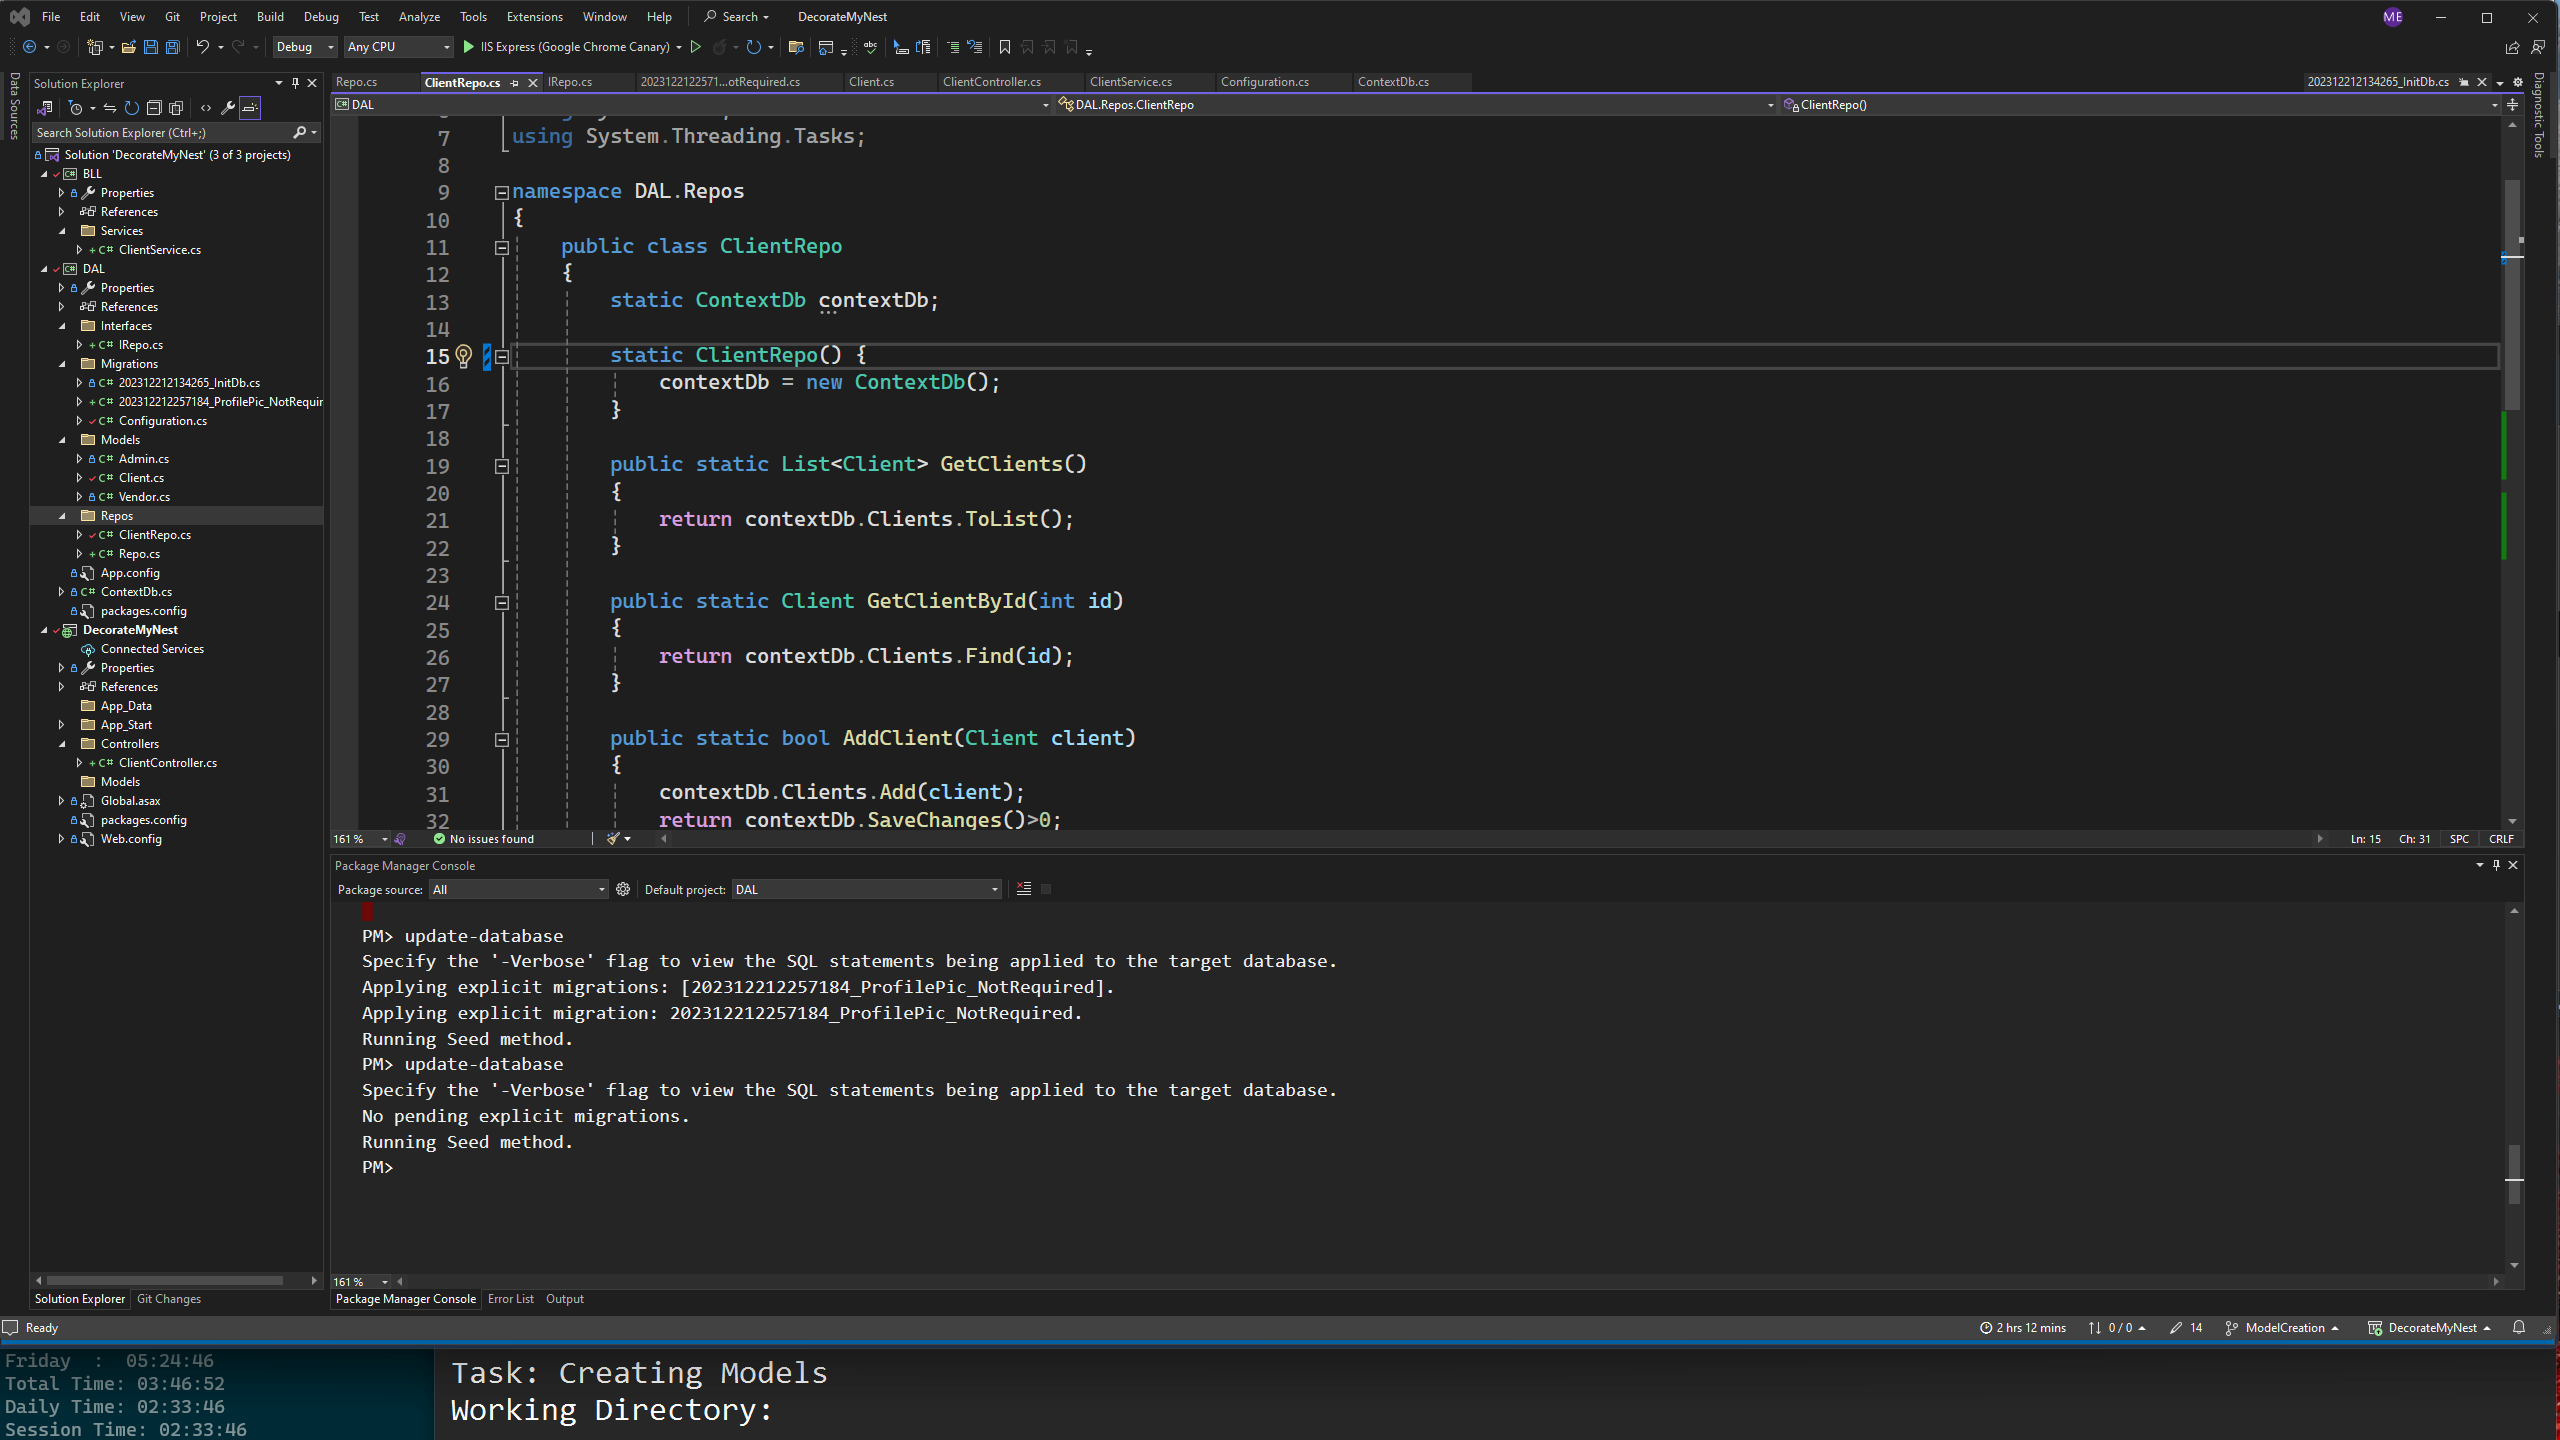 File Edit View Git Project Build Debug Test Analyze Tools Extensions Window Help Search DecorateMyNest ME
Debug Any CPU IIS Express (Google Chrome Canary)
Data Sources
Solution Explorer
Search Solution Explorer (Ctrl+;)
Solution 'DecorateMyNest' (3 of 3 projects)
BLL
Properties
References
Services
C# ClientService.cs
DAL
Properties
References
Interfaces
C# IRepo.cs
Migrations
C# 202312212134265_InitDb.cs
C# 202312212257184_ProfilePic_NotRequir
C# Configuration.cs
Models
C# Admin.cs
C# Client.cs
C# Vendor.cs
Repos
C# ClientRepo.cs
C# Repo.cs
App.config
C# ContextDb.cs
packages.config
DecorateMyNest
Connected Services
Properties
References
App_Data
App_Start
Controllers
C# ClientController.cs
Models
Global.asax
packages.config
Web.config
Solution Explorer Git Changes
Repo.cs ClientRepo.cs IRepo.cs 2023122122571...otRequired.cs Client.cs ClientController.cs ClientService.cs Configuration.cs ContextDb.cs 202312212134265_InitDb.cs
DAL DAL.Repos.ClientRepo ClientRepo()
Diagnostic Tools
7 using System.Threading.Tasks;
8
9 namespace DAL.Repos
10 {
11 public class ClientRepo
12 {
13 static ContextDb contextDb;
14
15 static ClientRepo() {
16 contextDb = new ContextDb();
17 }
18
19 public static List<Client> GetClients()
20 {
21 return contextDb.Clients.ToList();
22 }
23
24 public static Client GetClientById(int id)
25 {
26 return contextDb.Clients.Find(id);
27 }
28
29 public static bool AddClient(Client client)
30 {
31 contextDb.Clients.Add(client);
32 return contextDb.SaveChanges()>0;
161 % No issues found Ln: 15 Ch: 31 SPC CRLF
Package Manager Console
Package source: All Default project: DAL
PM> update-database
Specify the '-Verbose' flag to view the SQL statements being applied to the target database.
Applying explicit migrations: [202312212257184_ProfilePic_NotRequired].
Applying explicit migration: 202312212257184_ProfilePic_NotRequired.
Running Seed method.
PM> update-database
Specify the '-Verbose' flag to view the SQL statements being applied to the target database.
No pending explicit migrations.
Running Seed method.
PM>
161 %
Package Manager Console Error List Output
Ready 2 hrs 12 mins 0 / 0 14 ModelCreation DecorateMyNest
Friday : 05:24:46
Total Time: 03:46:52
Daily Time: 02:33:46
Session Time: 02:33:46
Task: Creating Models
Working Directory: